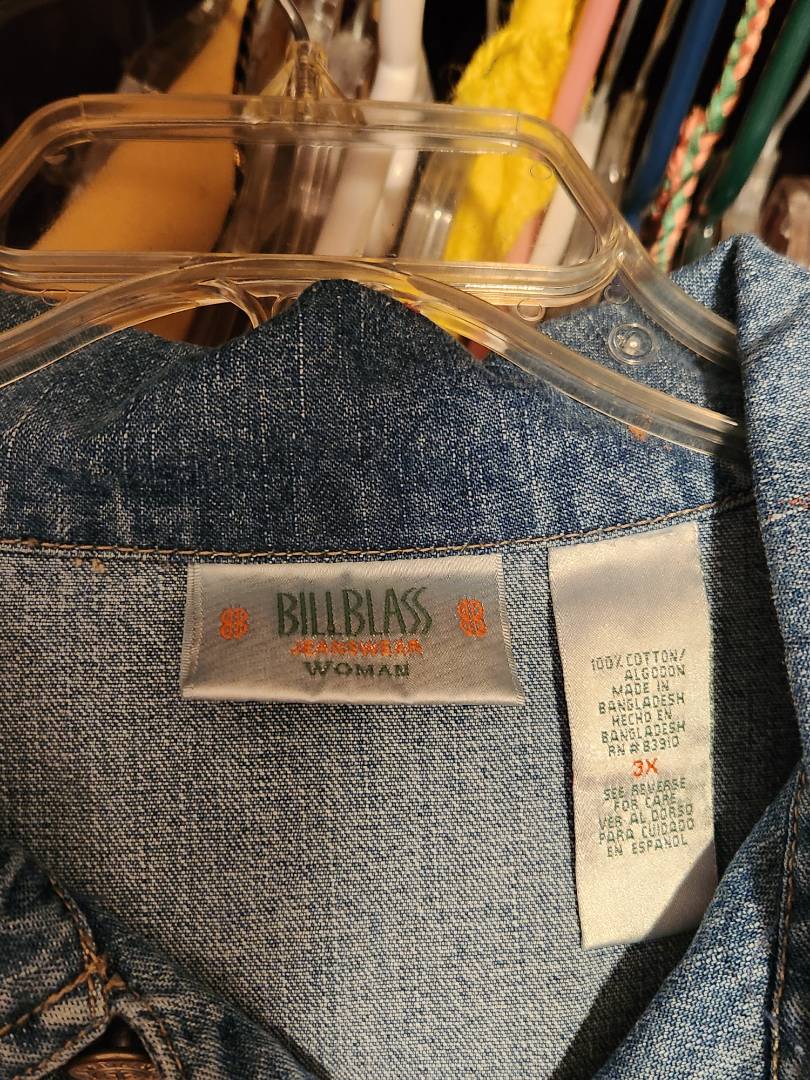 BILLBLASS
JEANSWEAR
WOMAN
100% COTTON/
ALGODON
MADE IN
BANGLADESH
HECHO EN
BANGLADESH
RN # 83910
3X
SEE REVERSE
FOR CARE
VER AL DORSO
PARA CUIDADO
EN ESPAÑOL